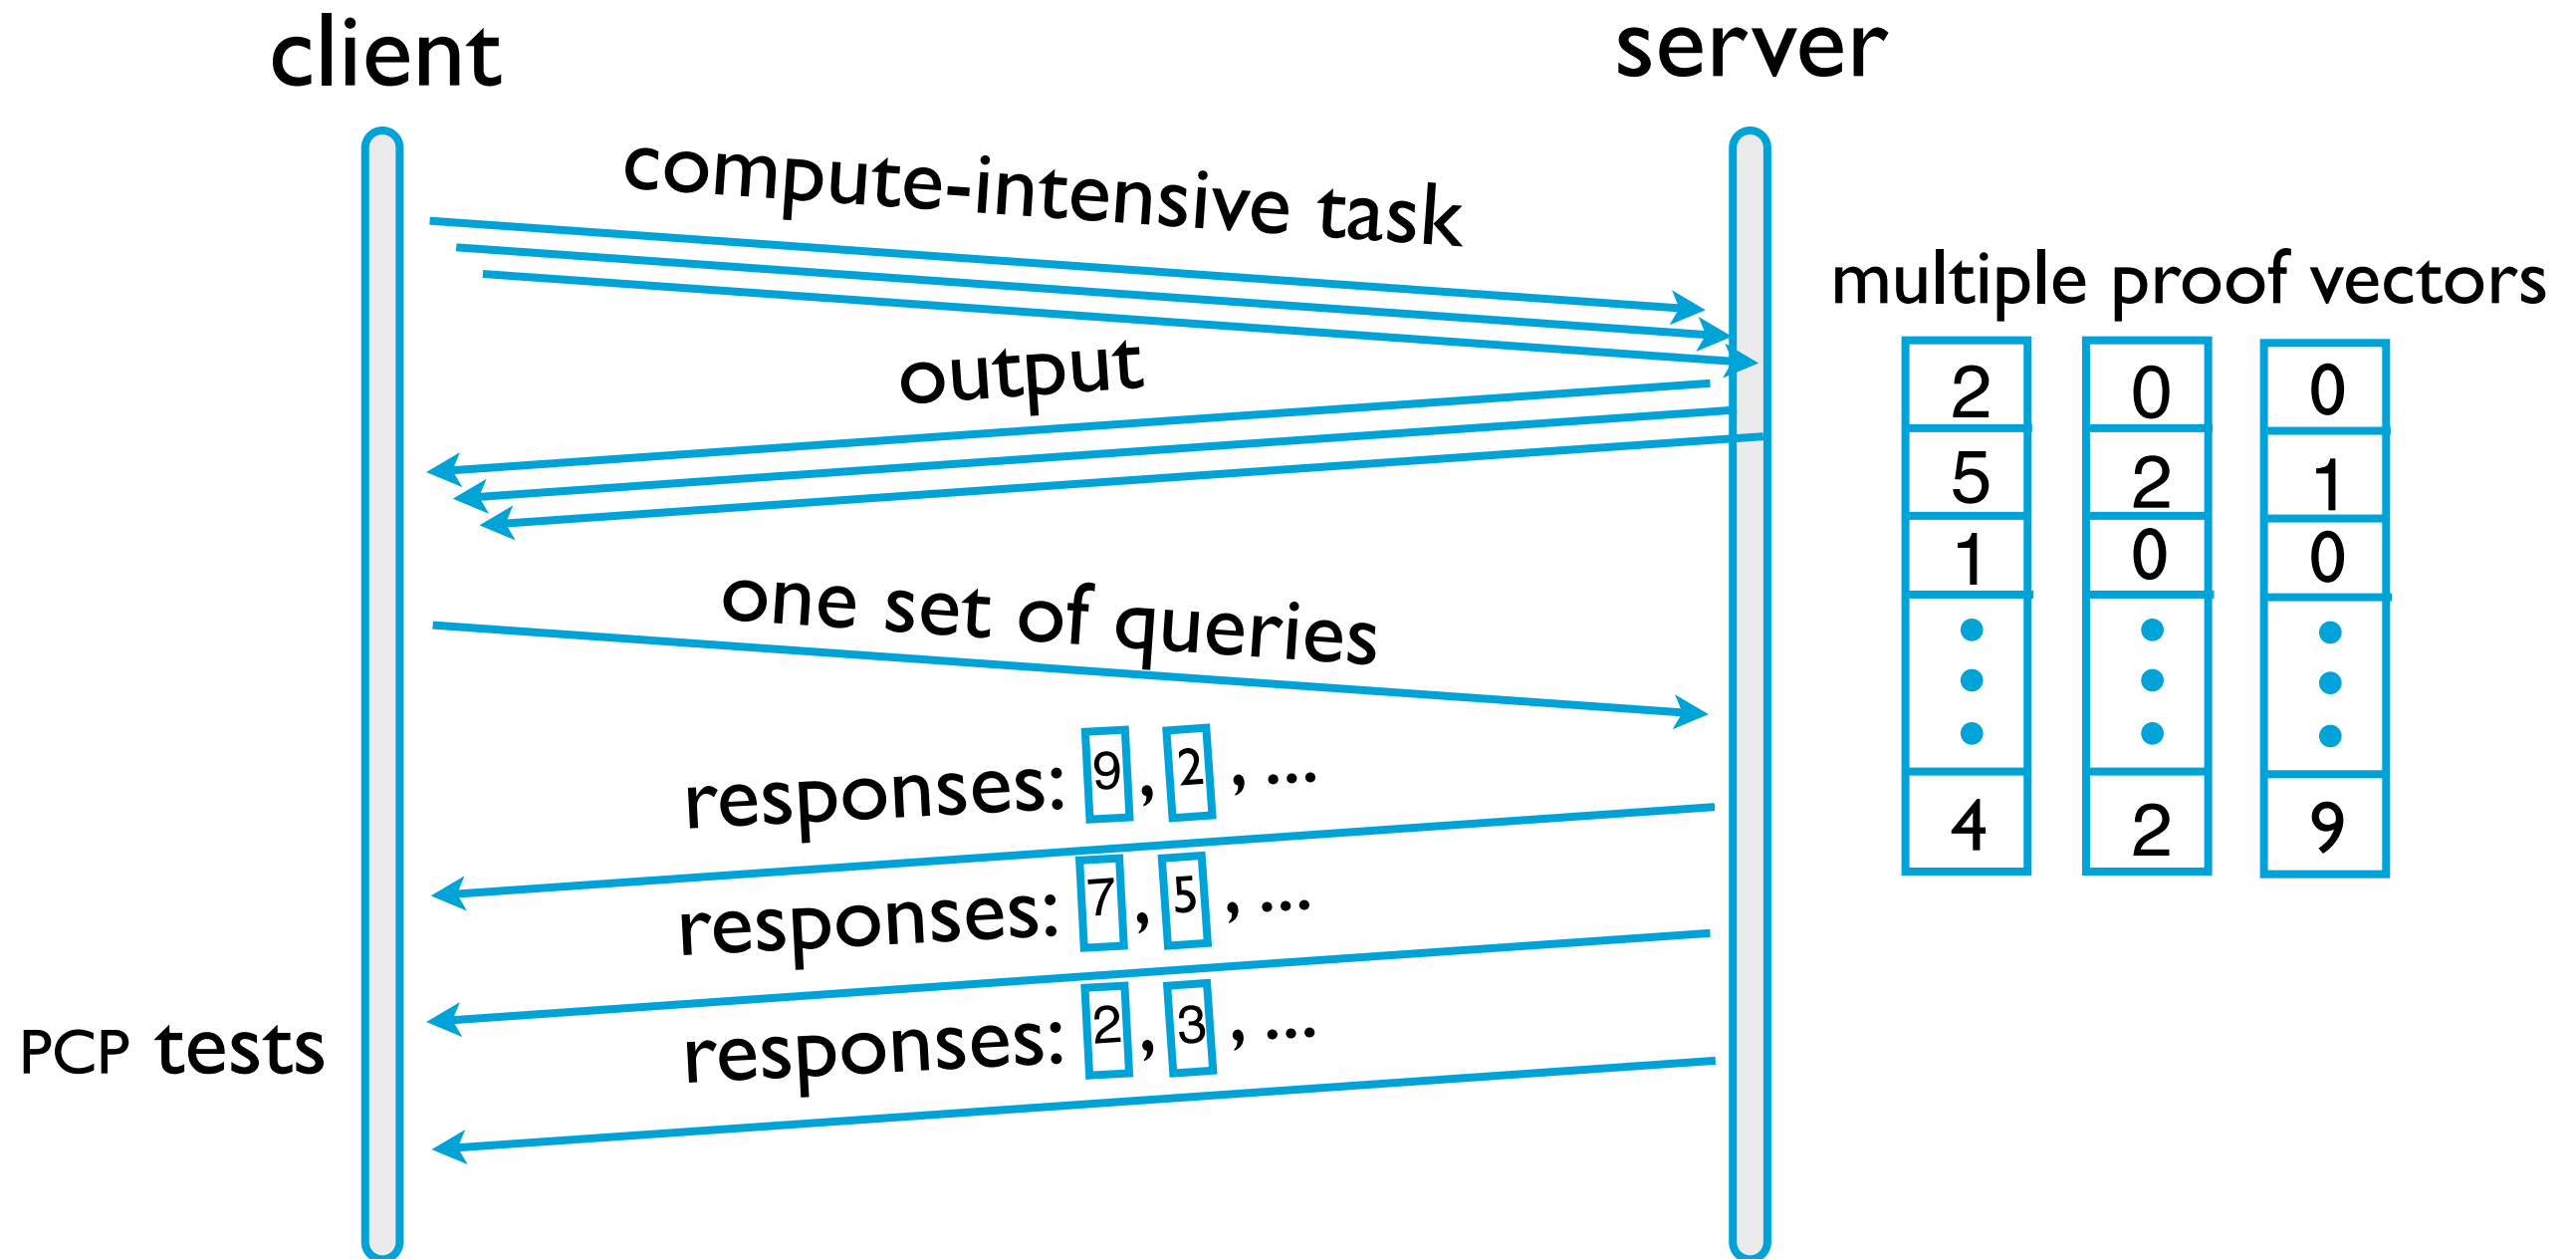 client
server
compute-intensive task
output
one set of queries
responses: 9, 2, ...
responses: 7, 5, ...
responses: 2, 3, ...
PCP tests
multiple proof vectors
2 0 0
5 2 1
1 0 0
4 2 9